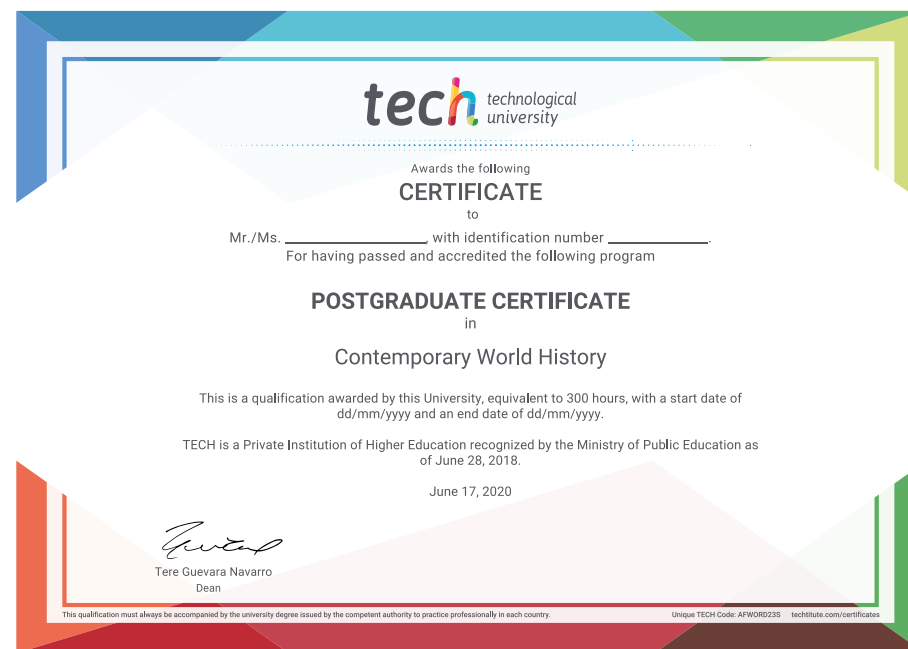 tech technological
university
Awards the following
CERTIFICATE
to
Mr./Ms. ____________, with identification number ____________.
For having passed and accredited the following program
POSTGRADUATE CERTIFICATE
in
Contemporary World History
This is a qualification awarded by this University, equivalent to 300 hours, with a start date of
dd/mm/yyyy and an end date of dd/mm/yyyy.
TECH is a Private Institution of Higher Education recognized by the Ministry of Public Education as
of June 28, 2018.
June 17, 2020
Tere Guevara Navarro
Dean
This qualification must always be accompanied by the university degree issued by the competent authority to practice professionally in each country.
Unique TECH Code: AFWORD23S techtitute.com/certificates